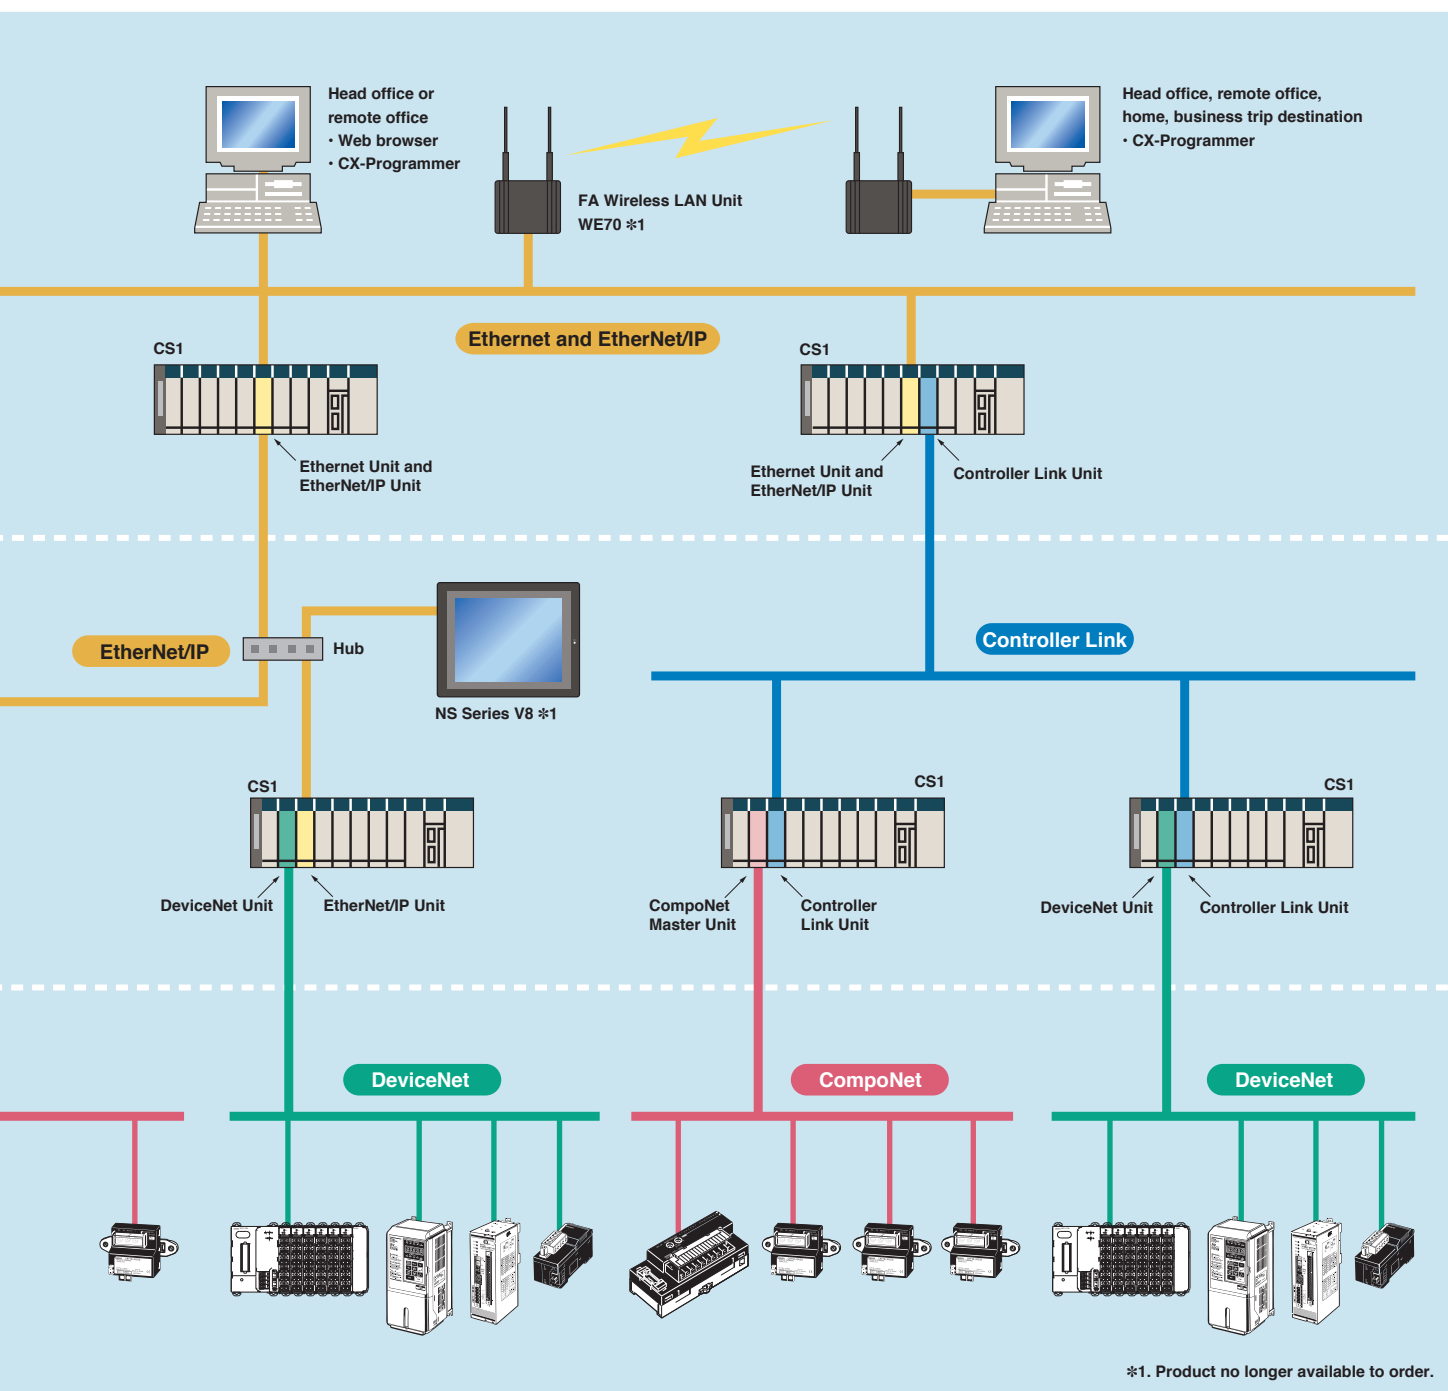 Head office or
remote office
・Web browser
・CX-Programmer
FA Wireless LAN Unit
WE70 ✻1
Head office, remote office,
home, business trip destination
・CX-Programmer
Ethernet and EtherNet/IP
CS1
CS1
Ethernet Unit and
EtherNet/IP Unit
Ethernet Unit and
EtherNet/IP Unit
Controller Link Unit
EtherNet/IP
Hub
NS Series V8 ✻1
Controller Link
CS1
CS1
CS1
DeviceNet Unit
EtherNet/IP Unit
CompoNet
Master Unit
Controller
Link Unit
DeviceNet Unit
Controller Link Unit
DeviceNet
CompoNet
DeviceNet
✻1. Product no longer available to order.